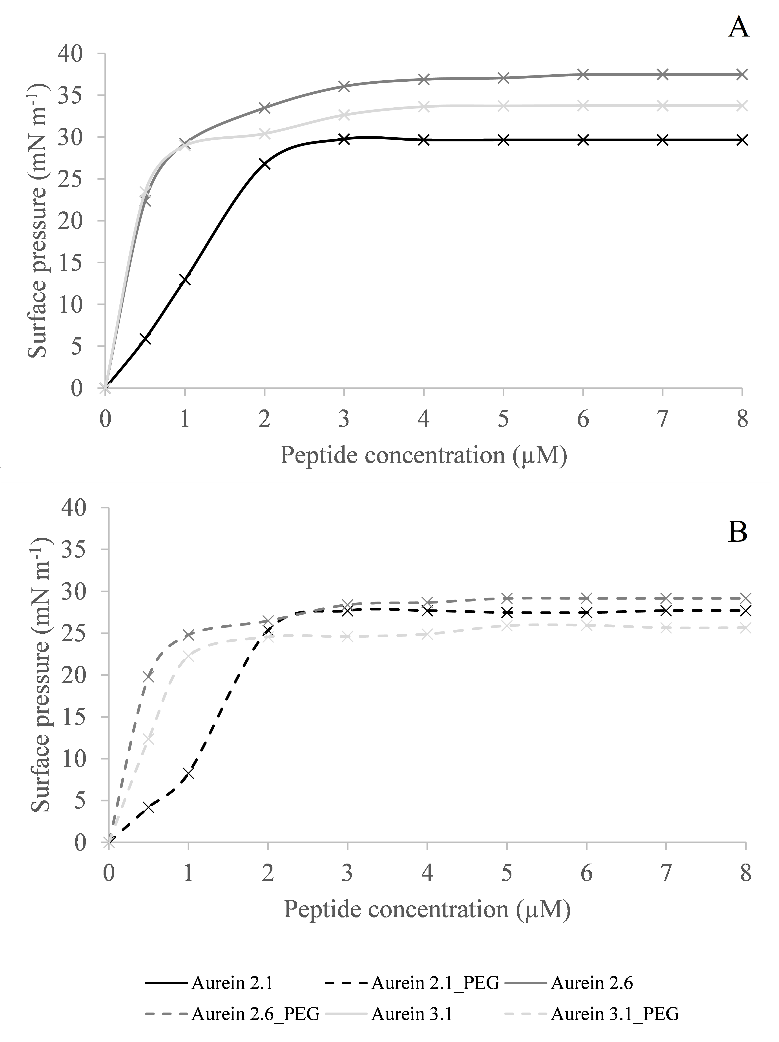 A
40
35
30
25
20
15
10
5
0
Surface pressure (mN m⁻¹)
0 1 2 3 4 5 6 7 8
Peptide concentration (µM)
B
40
35
30
25
20
15
10
5
0
Surface pressure (mN m⁻¹)
0 1 2 3 4 5 6 7 8
Peptide concentration (µM)
Aurein 2.1 Aurein 2.1_PEG Aurein 2.6
Aurein 2.6_PEG Aurein 3.1 Aurein 3.1_PEG